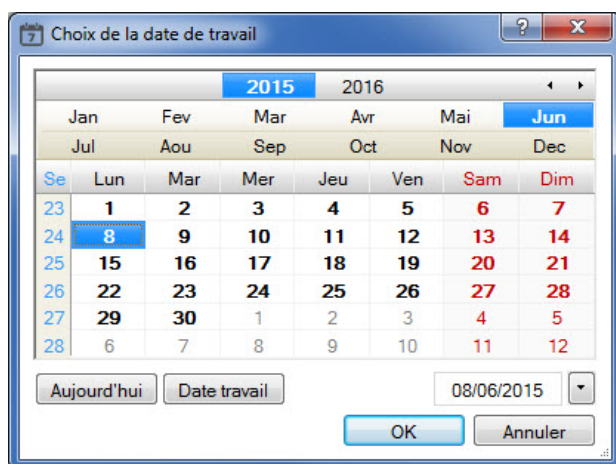 7 Choix de la date de travail ? X
2015 2016
Jan Fev Mar Avr Mai Jun
Jul Aou Sep Oct Nov Dec
Se Lun Mar Mer Jeu Ven Sam Dim
23 1 2 3 4 5 6 7
24 8 9 10 11 12 13 14
25 15 16 17 18 19 20 21
26 22 23 24 25 26 27 28
27 29 30 1 2 3 4 5
28 6 7 8 9 10 11 12
Aujourd'hui Date travail 08/06/2015
OK Annuler